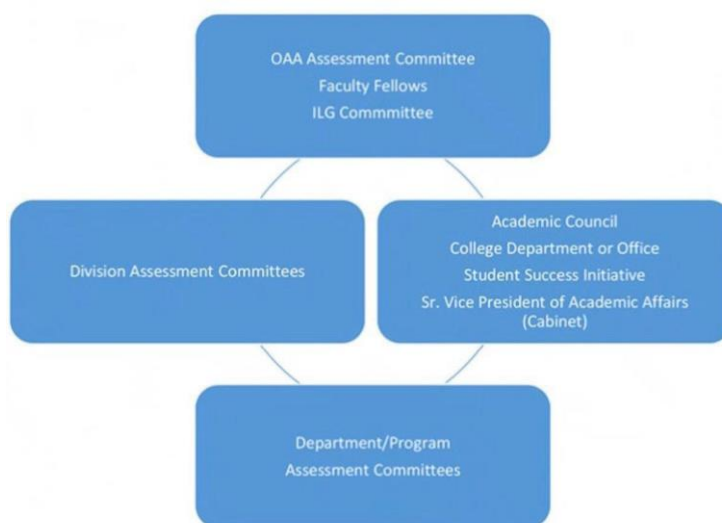 OAA Assessment Committee
Faculty Fellows
ILG Commmittee
Division Assessment Committees
Academic Council
College Department or Office
Student Success Initiative
Sr. Vice President of Academic Affairs
(Cabinet)
Department/Program
Assessment Committees